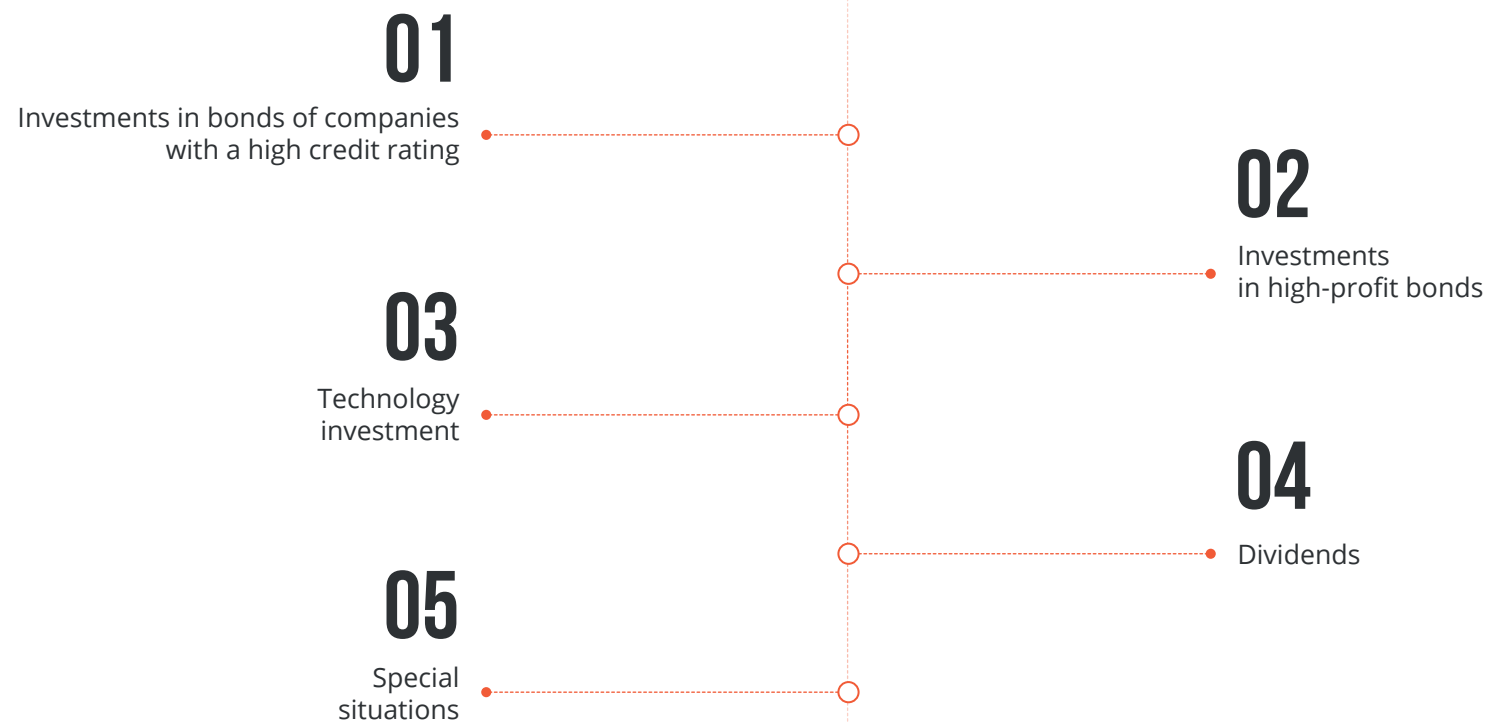 01
Investments in bonds of companies
with a high credit rating
02
Investments
in high-profit bonds
03
Technology
investment
04
Dividends
05
Special
situations